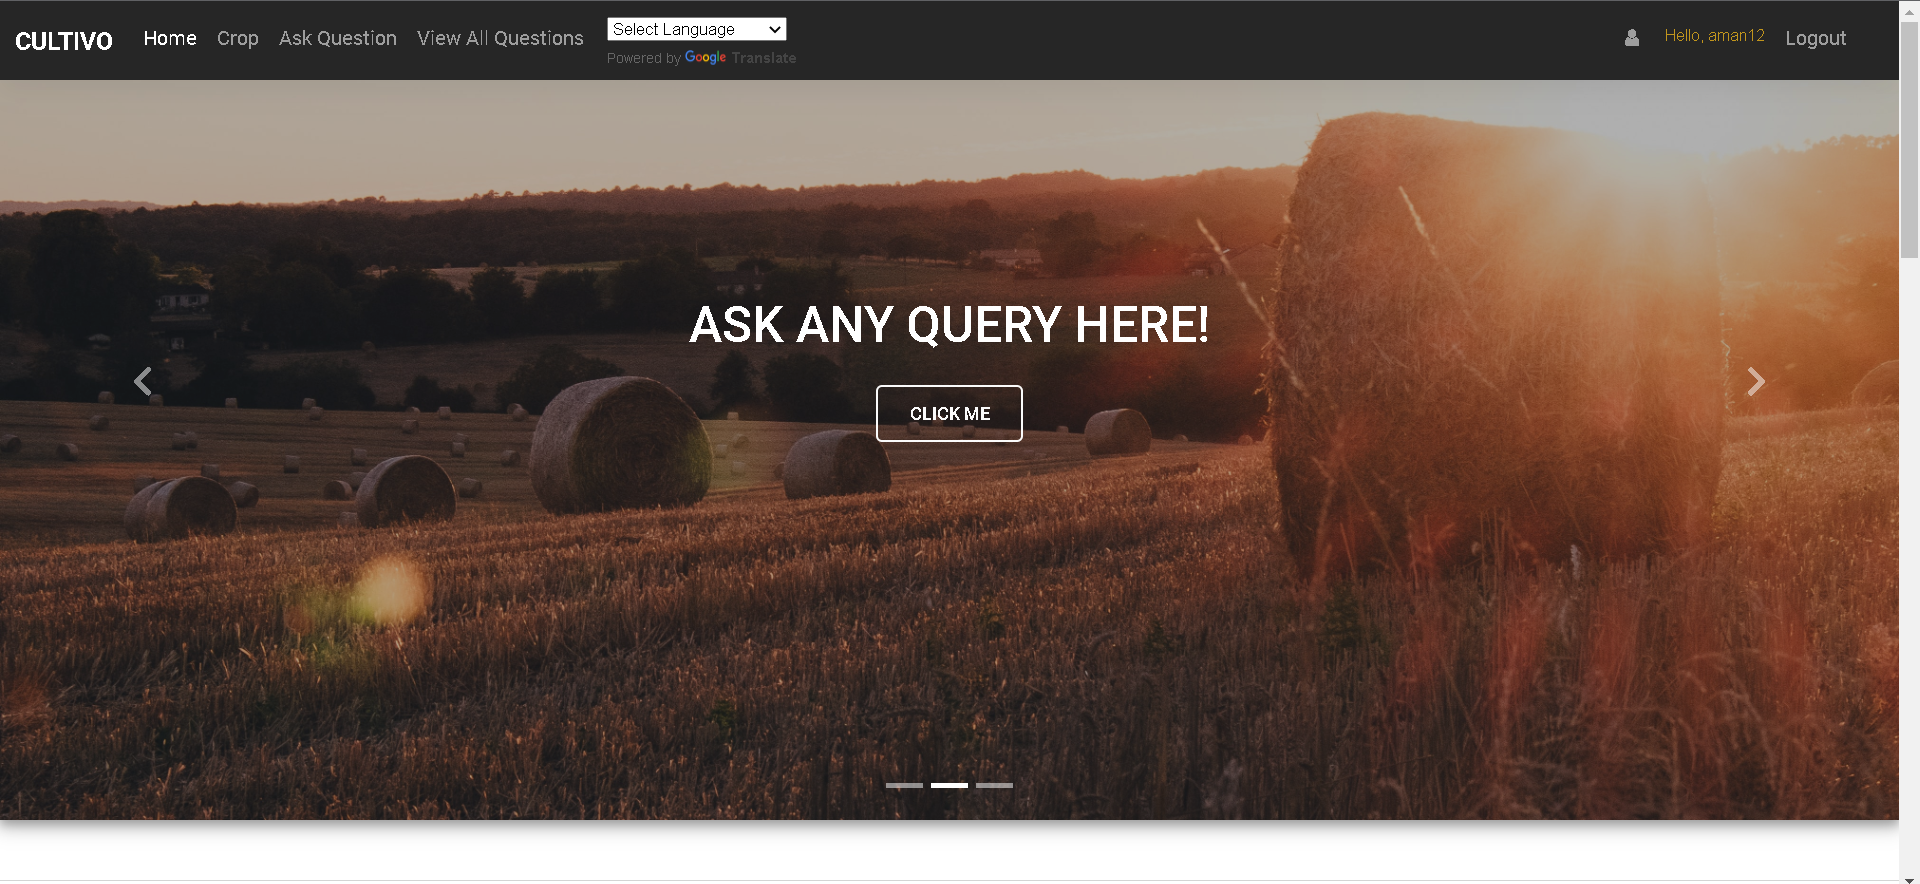 CULTIVO
Home
Crop
Ask Question
View All Questions
Select Language
Powered by Google Translate
Hello, aman12
Logout
ASK ANY QUERY HERE!
CLICK ME